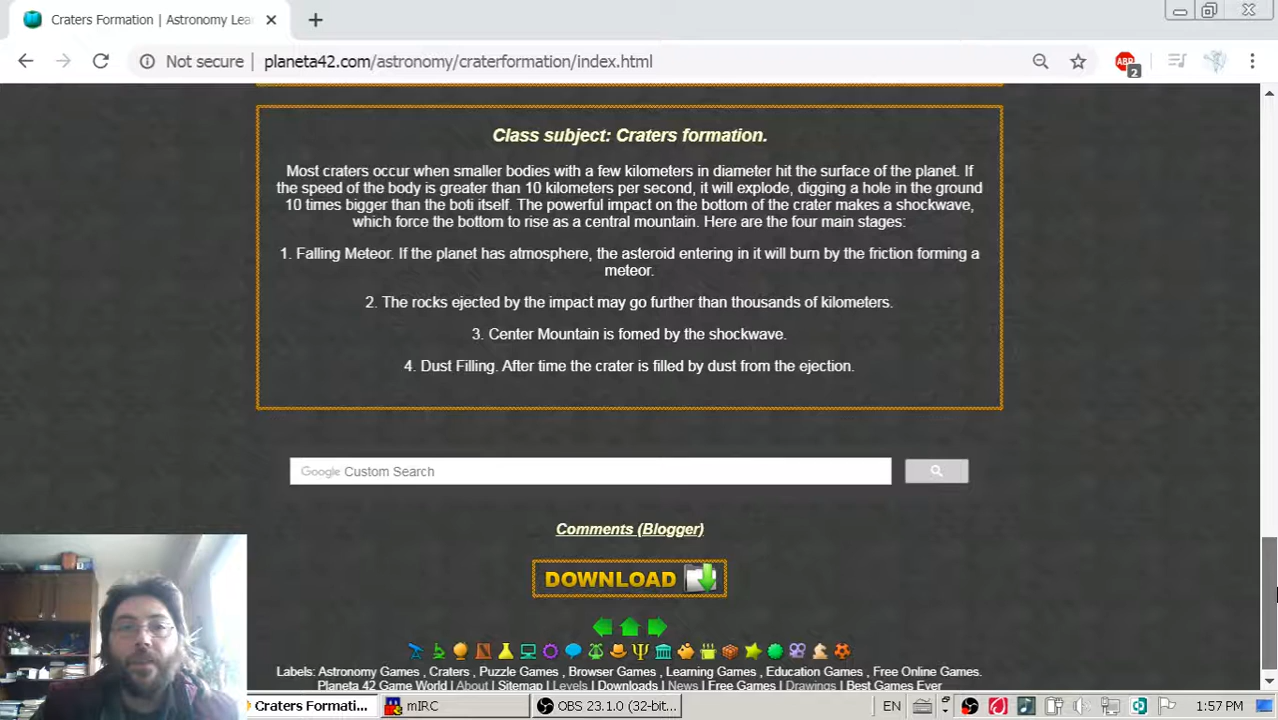 Craters Formation | Astronomy Lea
Not secure
planeta42.com/astronomy/craterformation/index.html
ABP
2
Class subject: Craters formation.
Most craters occur when smaller bodies with a few kilometers in diameter hit the surface of the planet. If
the speed of the body is greater than 10 kilometers per second, it will explode, digging a hole in the ground
10 times bigger than the boti itself. The powerful impact on the bottom of the crater makes a shockwave,
which force the bottom to rise as a central mountain. Here are the four main stages:
1. Falling Meteor. If the planet has atmosphere, the asteroid entering in it will burn by the friction forming a
meteor.
2. The rocks ejected by the impact may go further than thousands of kilometers.
3. Center Mountain is fomed by the shockwave.
4. Dust Filling. After time the crater is filled by dust from the ejection.
Google Custom Search
Comments (Blogger)
DOWNLOAD
Labels: Astronomy Games , Craters , Puzzle Games , Browser Games , Learning Games , Education Games , Free Online Games.
Planeta 42 Game World | About | Sitemap | Levels | Downloads | News | Free Games | Drawings | Best Games Ever
Craters Formati...
mIRC
OBS 23.1.0 (32-bit...
EN
1:57 PM